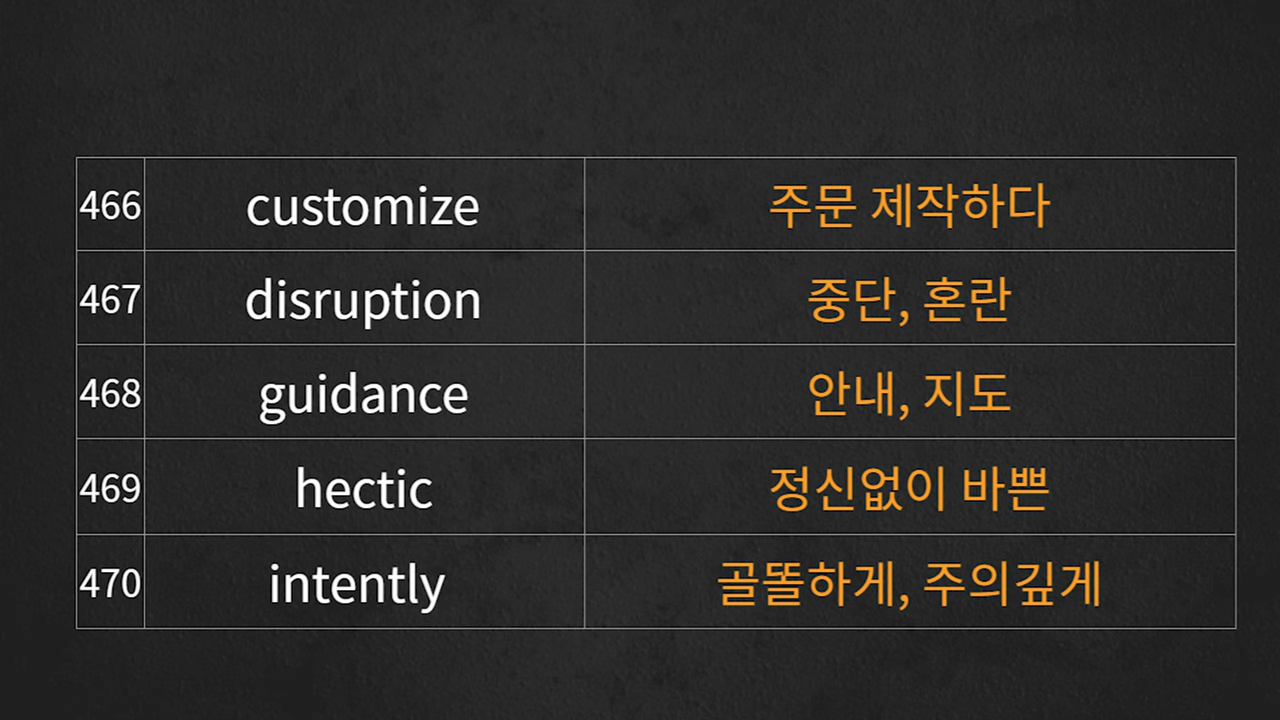 466 customize 주문 제작하다
467 disruption 중단, 혼란
468 guidance 안내, 지도
469 hectic 정신없이 바쁜
470 intently 골똘하게, 주의깊게